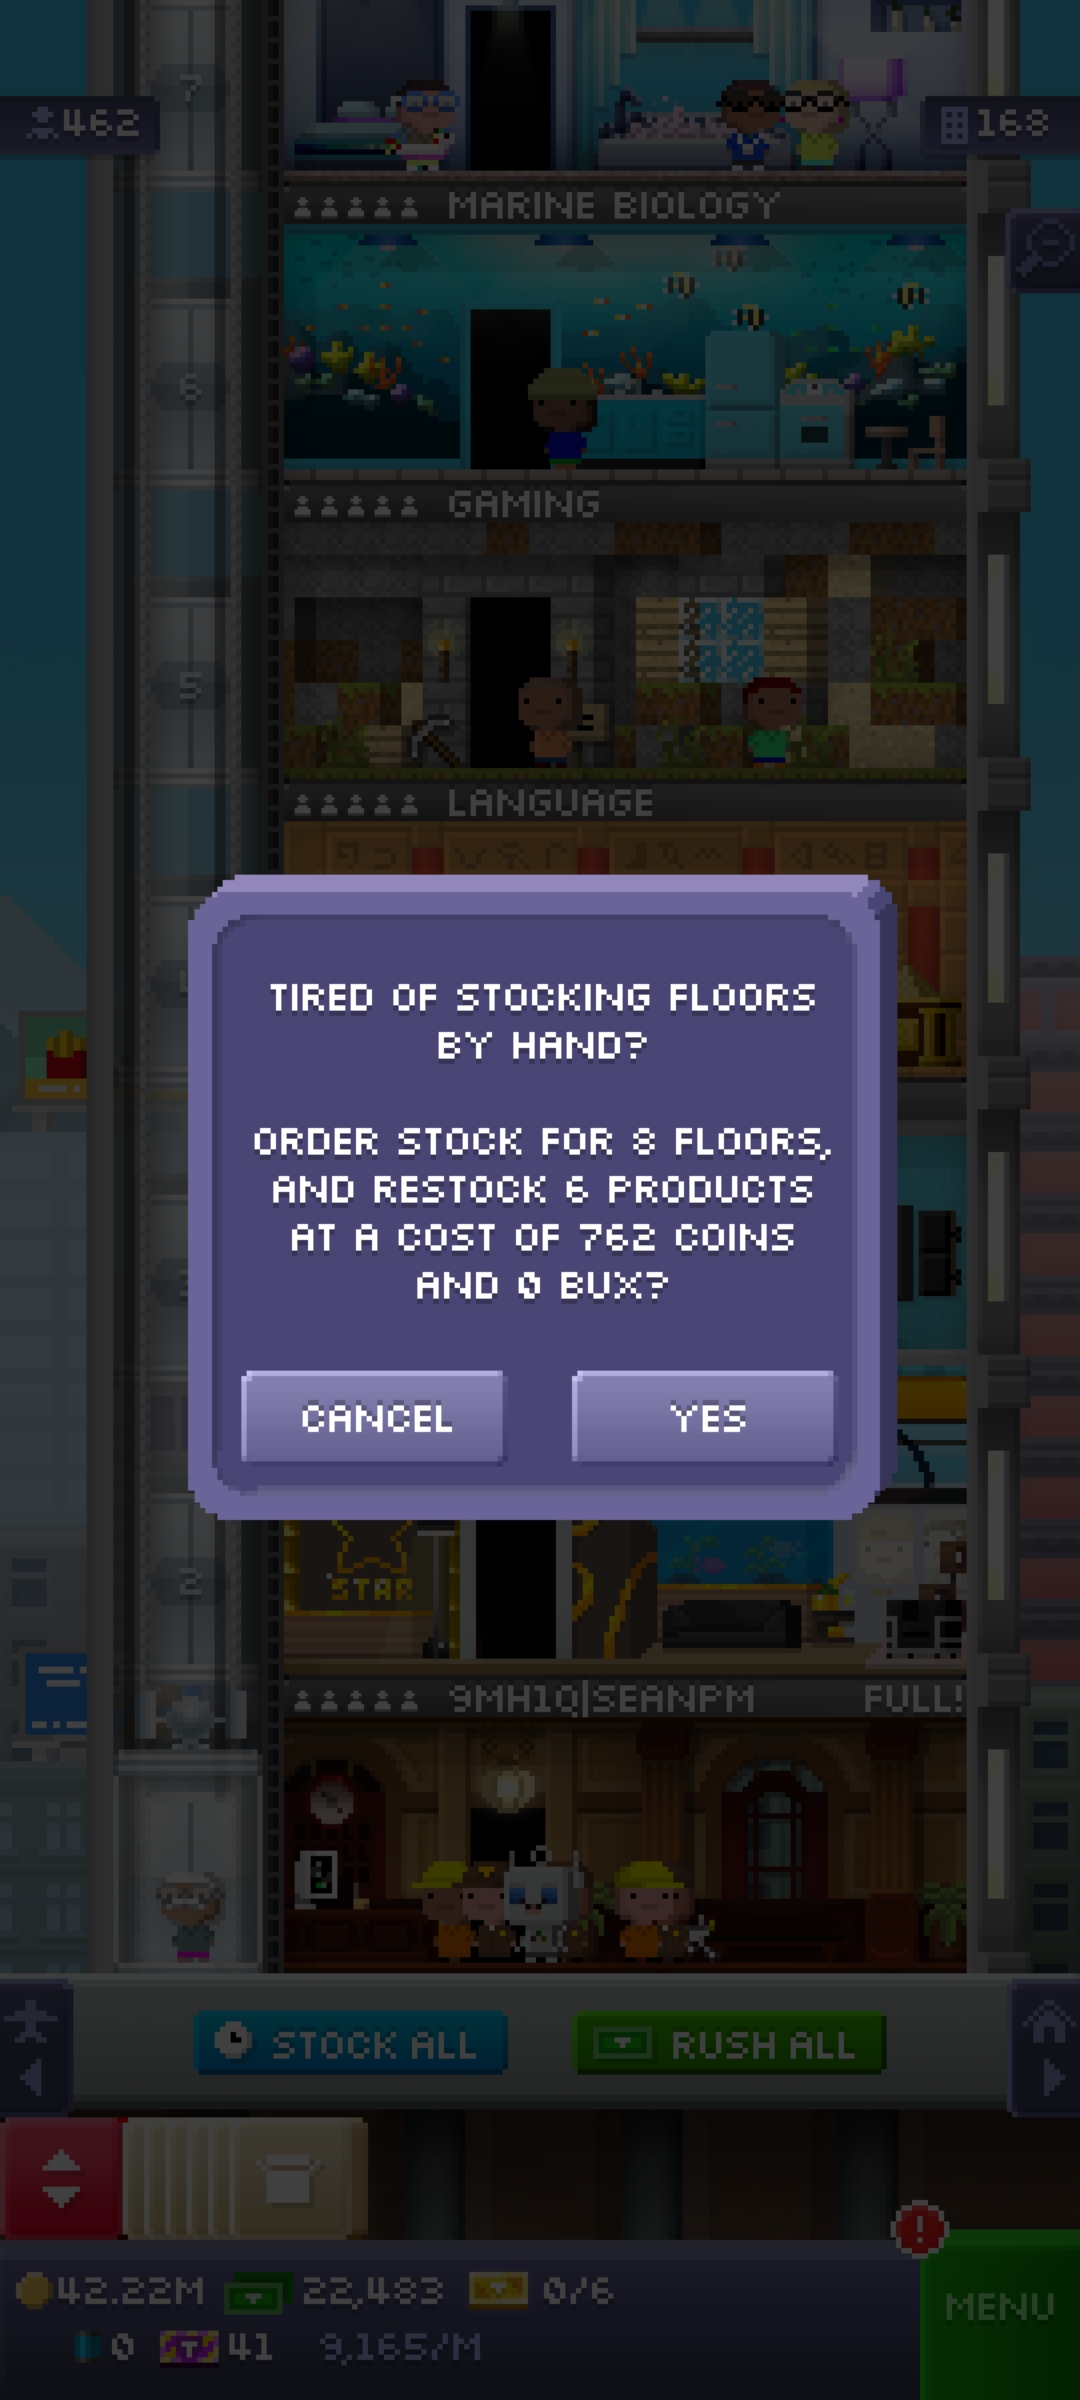 7
462
168
MARINE BIOLOGY
6
GAMING
5
LANGUAGE
TIRED OF STOCKING FLOORS
BY HAND?
ORDER STOCK FOR 8 FLOORS,
AND RESTOCK 6 PRODUCTS
AT A COST OF 762 COINS
AND 0 BUX?
CANCEL
YES
2
STAR
9MH1Q|SEANPM
FULL!
STOCK ALL
RUSH ALL
42.22M
22,483
0/6
MENU
0
41
9,165/M